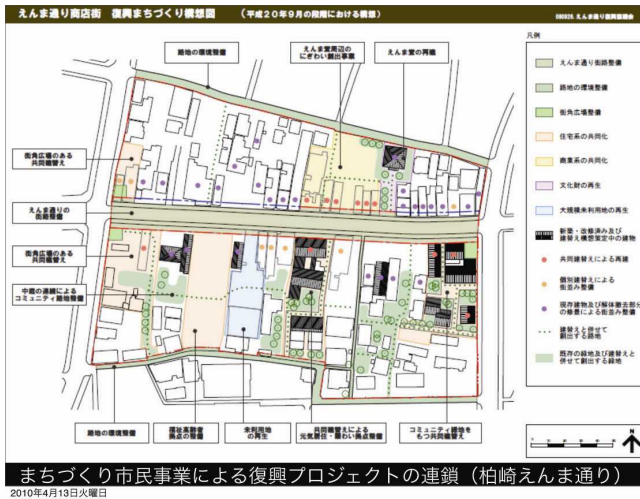 えんま通り商店街 復興まちづくり構想図 （平成20年9月の段階における構想）
080928. えんま通り復興協議会
路地の環境整備
えんま堂周辺の
にぎわい創出事業
えんま堂の再建
街角広場のある
共同建替え
えんま通りの
街路整備
街角広場のある
共同建替え
中庭の連続による
コミュニティ路地整備
路地の環境整備
福祉高齢者
拠点の整備
未利用地
の再生
共同建替えによる
元気居住・賑わい拠点整備
コミュニティ緑地を
もつ共同建替え
凡例
えんま通り街路整備
路地の環境整備
街角広場整備
住宅系の共同化
商業系の共同化
文化財の再生
大規模未利用地の再生
新築・改修済み及び
建替え構想策定中の建物
共同建替えによる再建
個別建替えによる
街並み整備
現存建物及び解体撤去部分
の修景による街並み整備
建替えと併せて
創出する路地
既存の緑地及び建替えと
併せて創出する緑地
N
まちづくり市民事業による復興プロジェクトの連鎖（柏崎えんま通り）
2010年4月13日火曜日